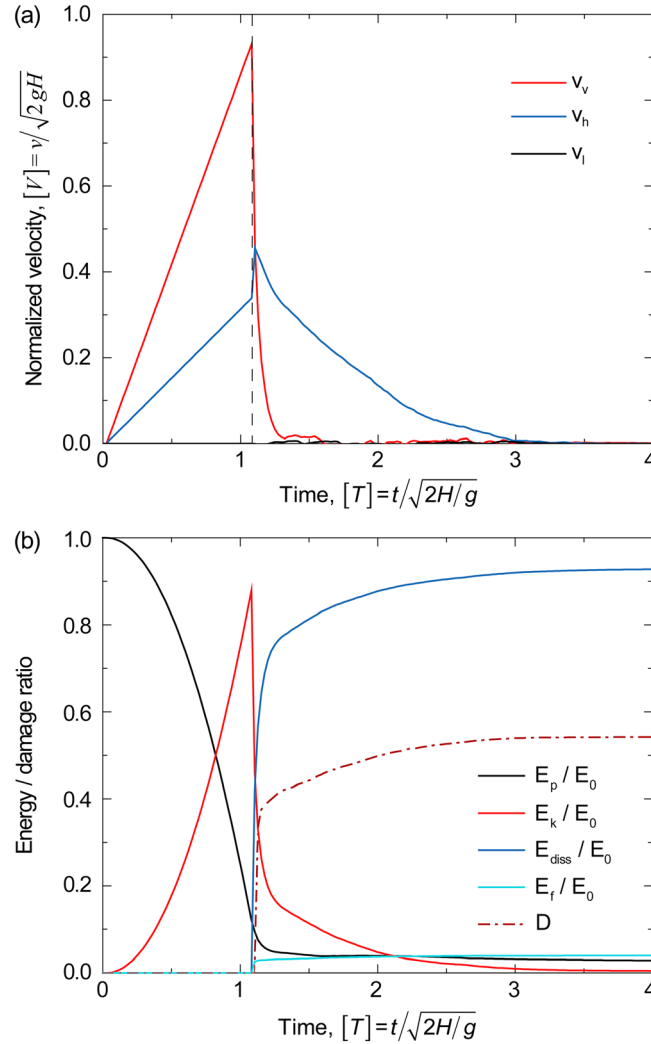 (a)
1.0
0.8
0.6
0.4
0.2
0.0
Normalized velocity, [V]=v/√2gH
v_v
v_h
v_l
0 1 2 3 4
Time, [T]=t/√2H/g
(b)
1.0
0.8
0.6
0.4
0.2
0.0
Energy / damage ratio
E_p / E_0
E_k / E_0
E_diss / E_0
E_f / E_0
D
0 1 2 3 4
Time, [T]=t/√2H/g